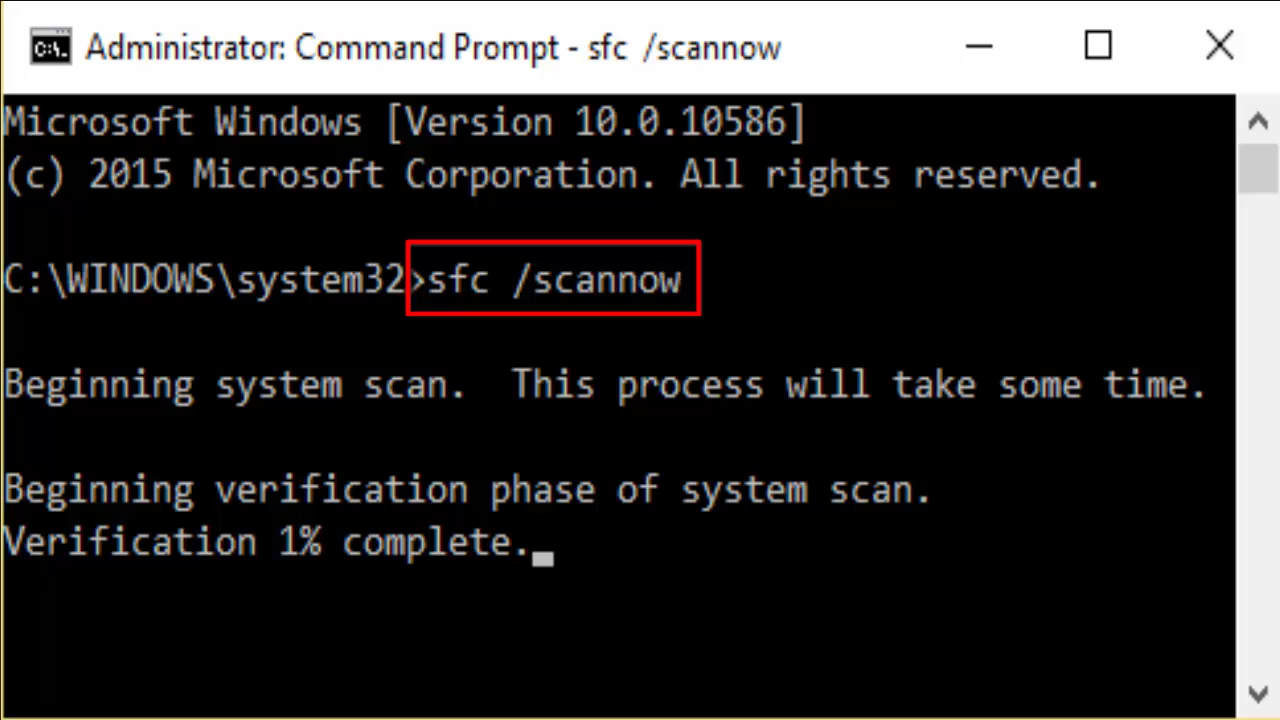 Administrator: Command Prompt - sfc /scannow
Microsoft Windows [Version 10.0.10586]
(c) 2015 Microsoft Corporation. All rights reserved.
C:\WINDOWS\system32>sfc /scannow
Beginning system scan.  This process will take some time.
Beginning verification phase of system scan.
Verification 1% complete.